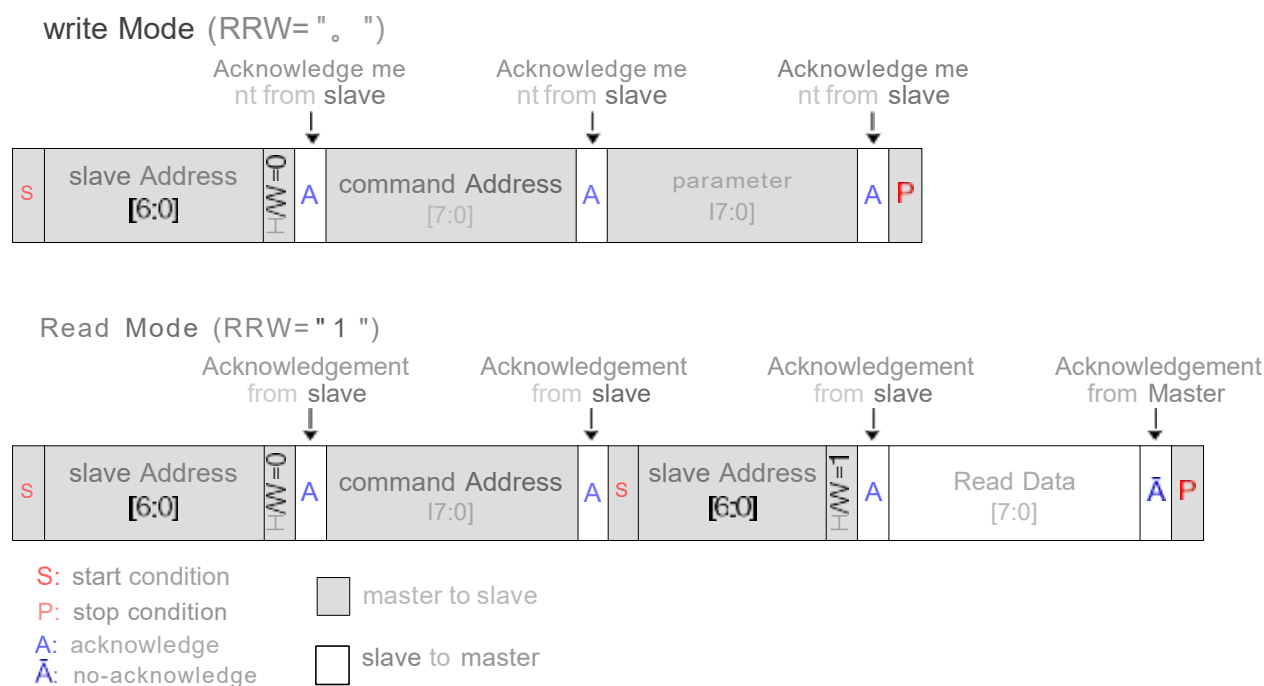 write Mode (RRW="。")
Acknowledge me Acknowledge me Acknowledge me
nt from slave nt from slave nt from slave
S slave Address R/W=0 A command Address A parameter A P
[6:0] [7:0] I7:0]
Read Mode (RRW="1")
Acknowledgement Acknowledgement Acknowledgement Acknowledgement
from slave from slave from slave from Master
S slave Address A command Address A S slave Address A Read Data Ā P
[6:0] I7:0] [6:0] [7:0]
S: start condition
P: stop condition
A: acknowledge
Ā: no-acknowledge
master to slave
slave to master